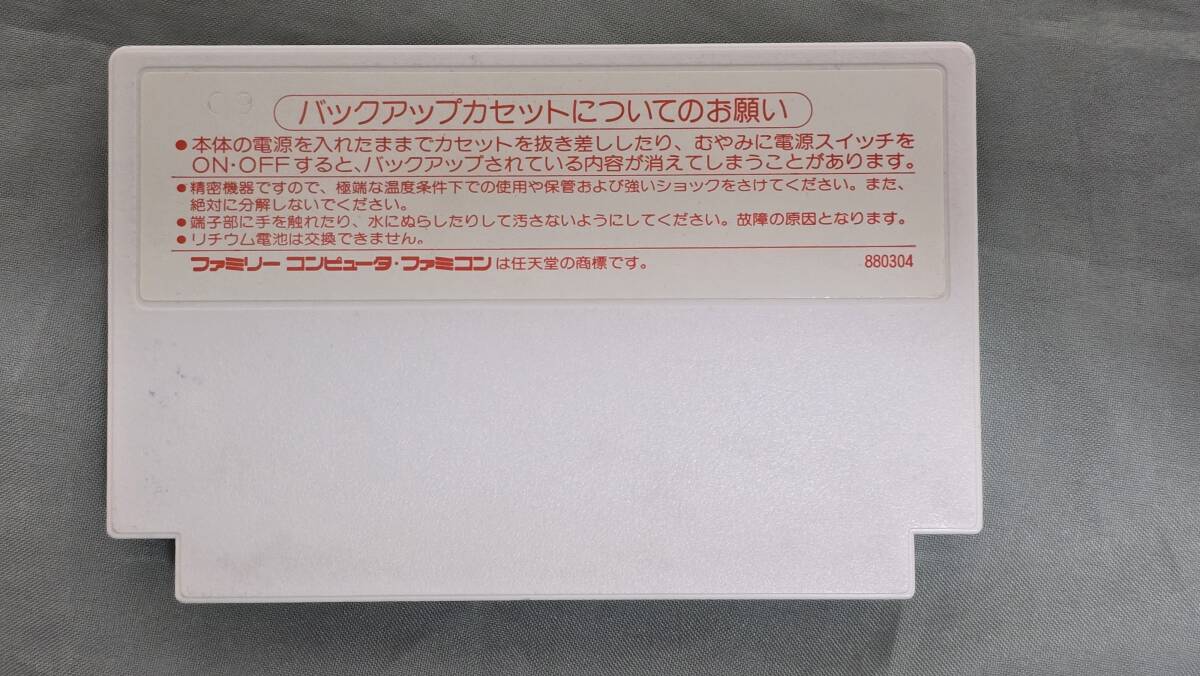 バックアップカセットについてのお願い
●本体の電源を入れたままでカセットを抜き差ししたり、むやみに電源スイッチを
ON・OFFすると、バックアップされている内容が消えてしまうことがあります。
●精密機器ですので、極端な温度条件下での使用や保管および強いショックをさけてください。また、
絶対に分解しないでください。
●端子部に手を触れたり、水にぬらしたりして汚さないようにしてください。故障の原因となります。
●リチウム電池は交換できません。
ファミリー コンピュータ・ファミコンは任天堂の商標です。 880304